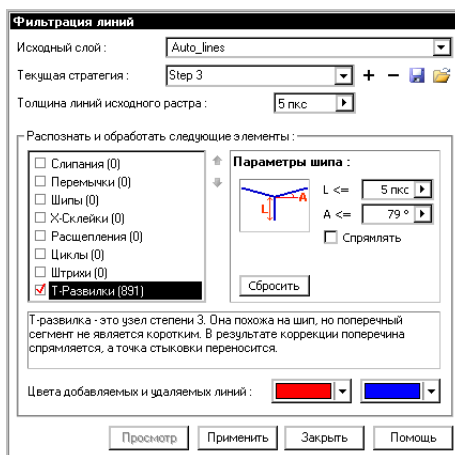 Фильтрация линий
Исходный слой : Auto_lines
Текущая стратегия : Step 3
Толщина линий исходного растра : 5 пкс
Распознать и обработать следующие элементы :
Слипания (0)
Перемычки (0)
Шипы (0)
X-Склейки (0)
Расщепления (0)
Циклы (0)
Штрихи (0)
Т-Развилки (891)
Параметры шипа :
L A
L <= 5 пкс
A <= 79 °
Спрямлять
Сбросить
Т-развилка - это узел степени 3. Она похожа на шип, но поперечный
сегмент не является коротким. В результате коррекции поперечина
спрямляется, а точка стыковки переносится.
Цвета добавляемых и удаляемых линий :
Просмотр Применить Закрыть Помощь